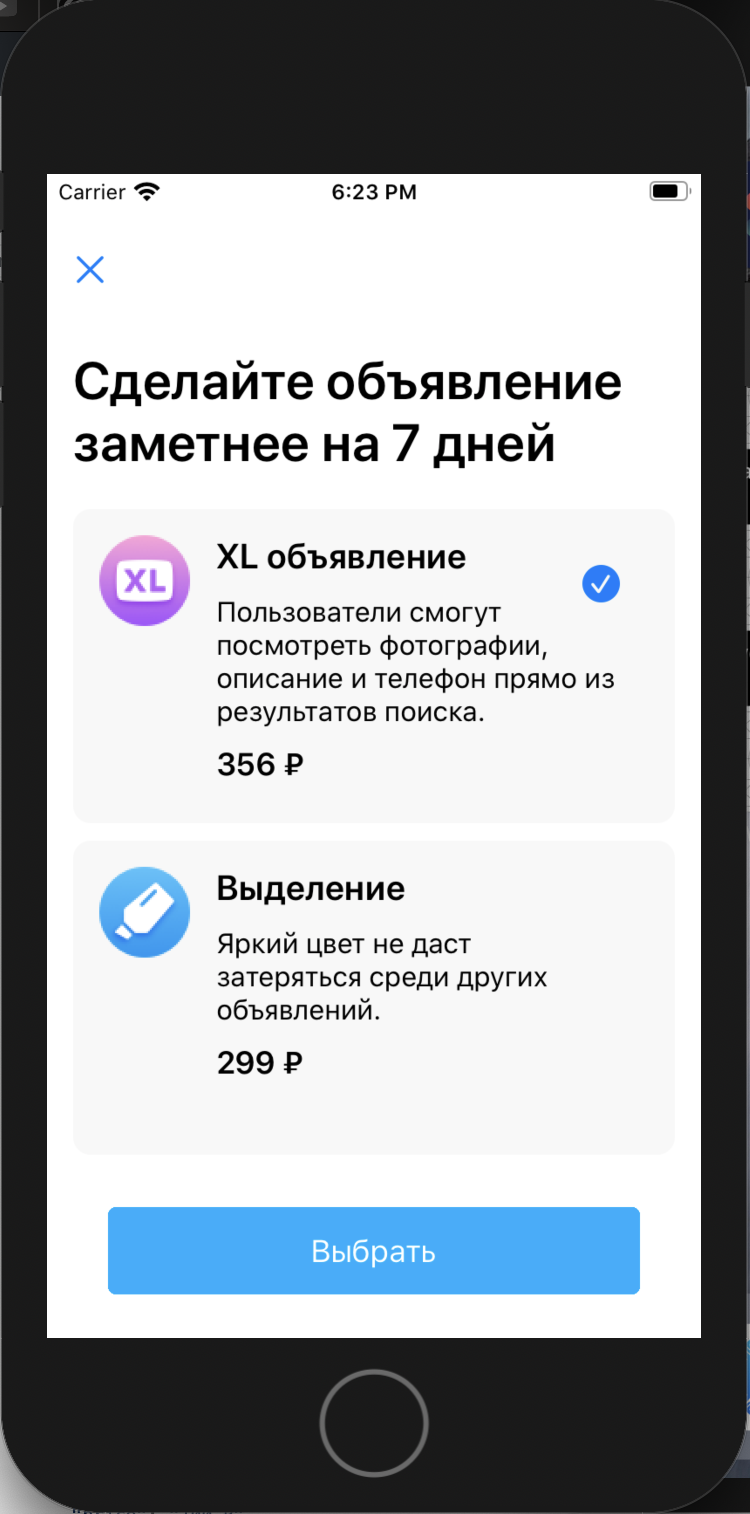 Carrier 6:23 PM
Сделайте объявление
заметнее на 7 дней
XL
XL объявление
Пользователи смогут
посмотреть фотографии,
описание и телефон прямо из
результатов поиска.
356 ₽
Выделение
Яркий цвет не даст
затеряться среди других
объявлений.
299 ₽
Выбрать